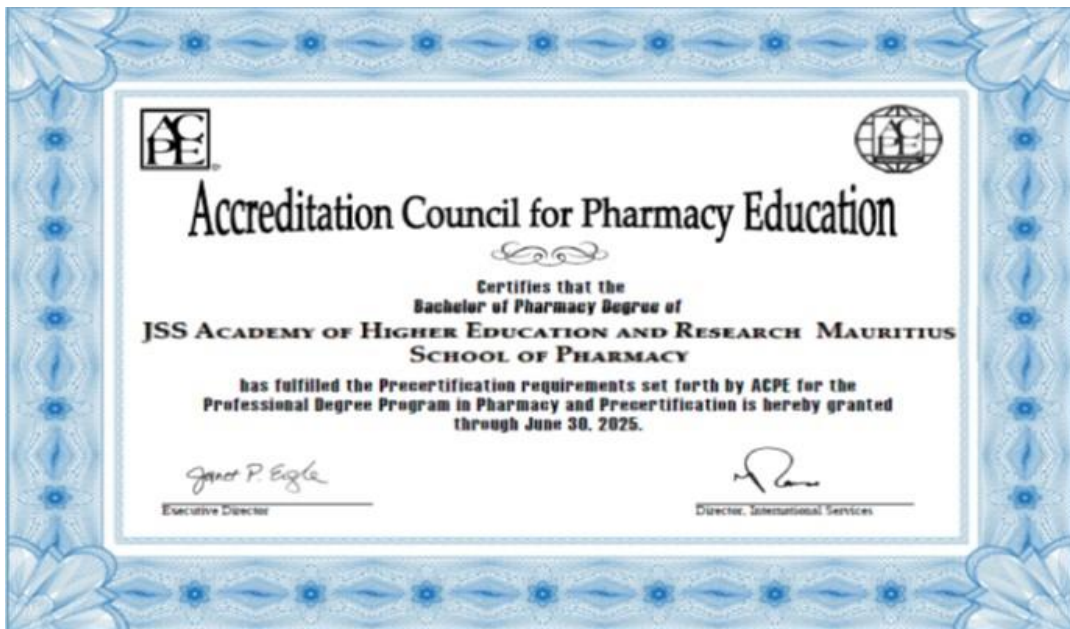 ACPE
ACPE
Accreditation Council for Pharmacy Education
Certifies that the
Bachelor of Pharmacy Degree of
JSS Academy of Higher Education and Research Mauritius
School of Pharmacy
has fulfilled the Precertification requirements set forth by ACPE for the
Professional Degree Program in Pharmacy and Precertification is hereby granted
through June 30, 2025.
Janet P. Engle
Executive Director
Director, International Services